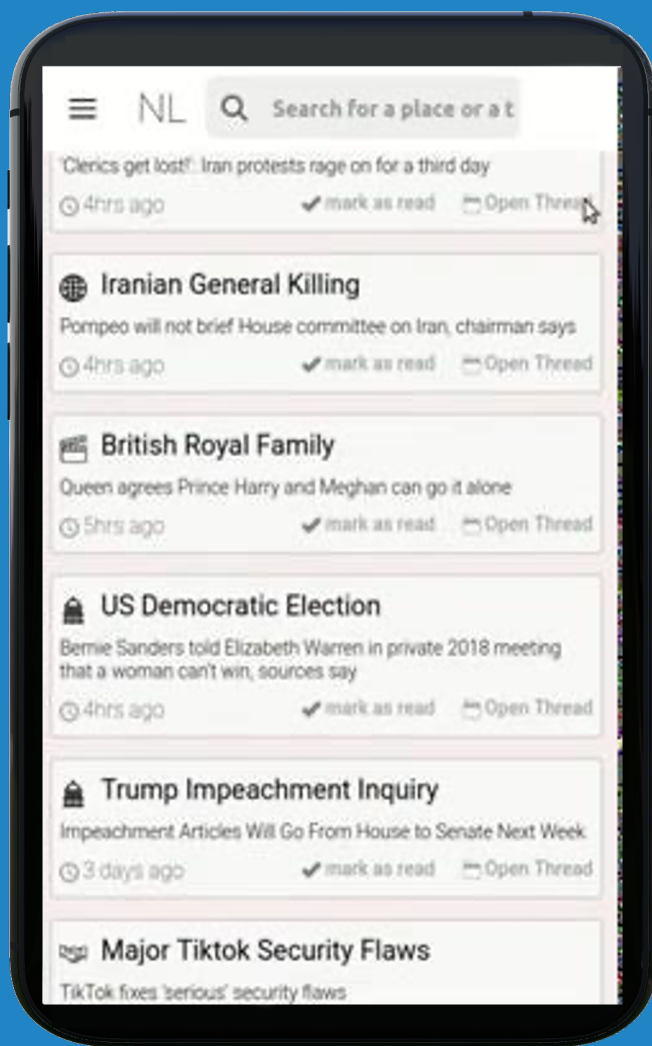 NL
Search for a place or a t
'Clerics get lost!': Iran protests rage on for a third day
4hrs ago mark as read Open Thread
Iranian General Killing
Pompeo will not brief House committee on Iran, chairman says
4hrs ago mark as read Open Thread
British Royal Family
Queen agrees Prince Harry and Meghan can go it alone
5hrs ago mark as read Open Thread
US Democratic Election
Bernie Sanders told Elizabeth Warren in private 2018 meeting
that a woman can't win, sources say
4hrs ago mark as read Open Thread
Trump Impeachment Inquiry
Impeachment Articles Will Go From House to Senate Next Week
3 days ago mark as read Open Thread
Major Tiktok Security Flaws
TikTok fixes 'serious' security flaws